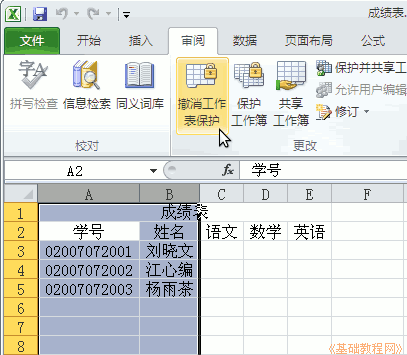 成绩表.
文件 开始 插入 审阅 数据 页面布局 公式
拼写检查 信息检索 同义词库 撤消工作表保护 保护工作簿 共享工作簿 保护并共享工
允许用户编辑
修订
校对 更改
A2 fx 学号
A B C D E F
1 成绩表
2 学号 姓名 语文 数学 英语
3 02007072001 刘晓文
4 02007072002 江心编
5 02007072003 杨雨茶
6
7
8
《基础教程网》